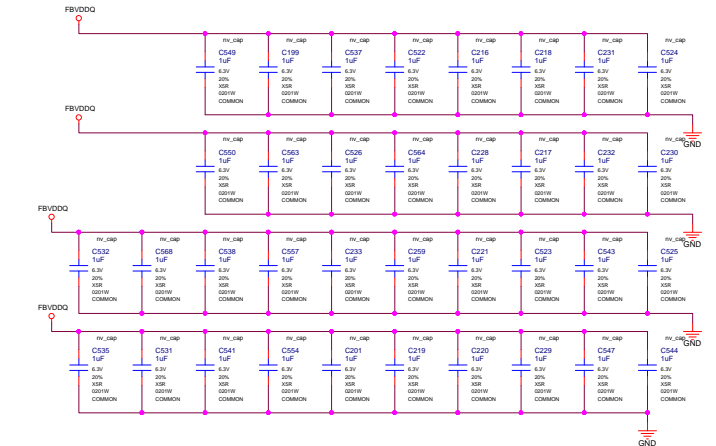 FBVDDQ
nv_cap nv_cap nv_cap nv_cap nv_cap nv_cap nv_cap nv_cap
C549 C199 C537 C522 C216 C218 C231 C524
1uF 1uF 1uF 1uF 1uF 1uF 1uF 1uF
6.3V 6.3V 6.3V 6.3V 6.3V 6.3V 6.3V 6.3V
20% 20% 20% 20% 20% 20% 20% 20%
X5R X5R X5R X5R X5R X5R X5R X5R
0201W 0201W 0201W 0201W 0201W 0201W 0201W 0201W
COMMON COMMON COMMON COMMON COMMON COMMON COMMON COMMON
FBVDDQ
GND
nv_cap nv_cap nv_cap nv_cap nv_cap nv_cap nv_cap nv_cap
C550 C563 C526 C564 C228 C217 C232 C230
1uF 1uF 1uF 1uF 1uF 1uF 1uF 1uF
6.3V 6.3V 6.3V 6.3V 6.3V 6.3V 6.3V 6.3V
20% 20% 20% 20% 20% 20% 20% 20%
X5R X5R X5R X5R X5R X5R X5R X5R
0201W 0201W 0201W 0201W 0201W 0201W 0201W 0201W
COMMON COMMON COMMON COMMON COMMON COMMON COMMON COMMON
FBVDDQ
GND
nv_cap nv_cap nv_cap nv_cap nv_cap nv_cap nv_cap nv_cap nv_cap nv_cap
C532 C568 C538 C557 C233 C259 C221 C523 C543 C525
1uF 1uF 1uF 1uF 1uF 1uF 1uF 1uF 1uF 1uF
6.3V 6.3V 6.3V 6.3V 6.3V 6.3V 6.3V 6.3V 6.3V 6.3V
20% 20% 20% 20% 20% 20% 20% 20% 20% 20%
X5R X5R X5R X5R X5R X5R X5R X5R X5R X5R
0201W 0201W 0201W 0201W 0201W 0201W 0201W 0201W 0201W 0201W
COMMON COMMON COMMON COMMON COMMON COMMON COMMON COMMON COMMON COMMON
FBVDDQ
GND
nv_cap nv_cap nv_cap nv_cap nv_cap nv_cap nv_cap nv_cap nv_cap nv_cap
C535 C531 C541 C554 C201 C219 C220 C229 C547 C544
1uF 1uF 1uF 1uF 1uF 1uF 1uF 1uF 1uF 1uF
6.3V 6.3V 6.3V 6.3V 6.3V 6.3V 6.3V 6.3V 6.3V 6.3V
20% 20% 20% 20% 20% 20% 20% 20% 20% 20%
X5R X5R X5R X5R X5R X5R X5R X5R X5R X5R
0201W 0201W 0201W 0201W 0201W 0201W 0201W 0201W 0201W 0201W
COMMON COMMON COMMON COMMON COMMON COMMON COMMON COMMON COMMON COMMON
GND